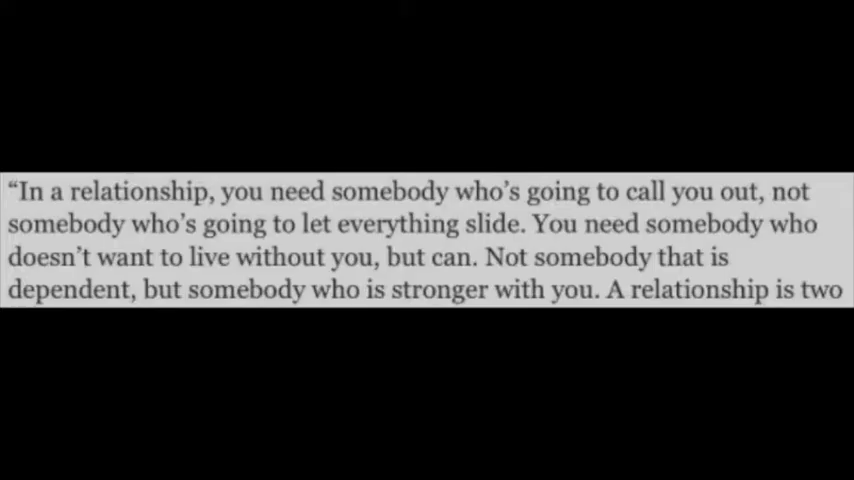 “In a relationship, you need somebody who’s going to call you out, not
somebody who’s going to let everything slide. You need somebody who
doesn’t want to live without you, but can. Not somebody that is
dependent, but somebody who is stronger with you. A relationship is two